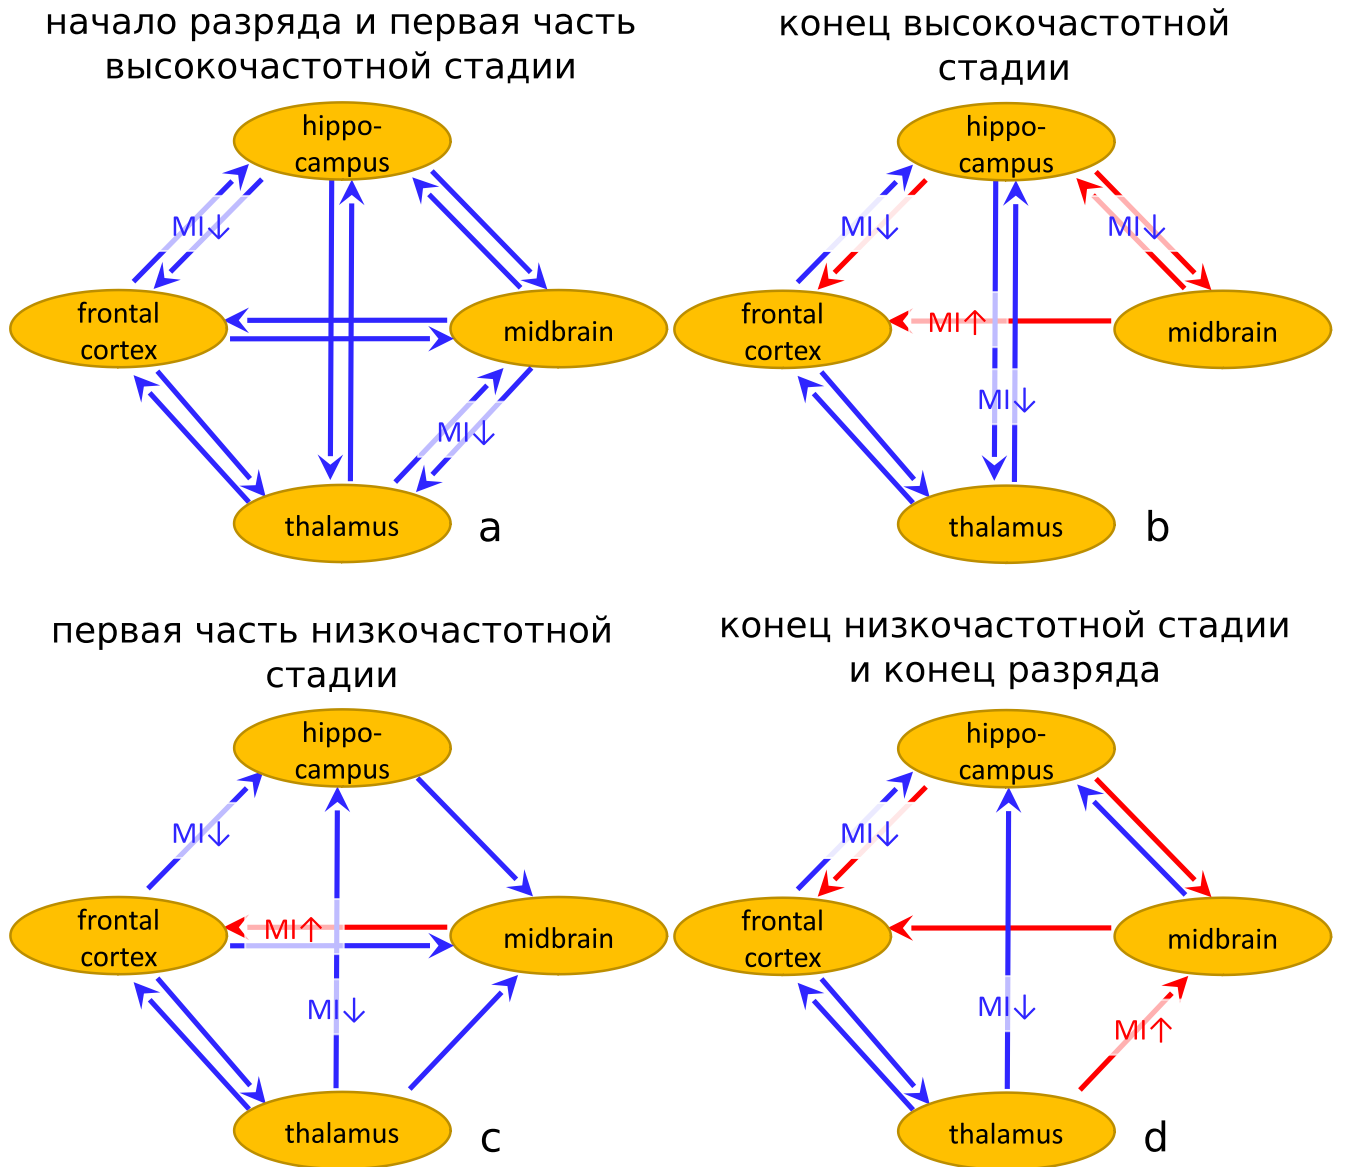 начало разряда и первая часть
высокочастотной стадии
hippo-
campus
MI↓
frontal
cortex
midbrain
MI↓
thalamus
a
конец высокочастотной
стадии
hippo-
campus
MI↓
MI↓
frontal
cortex
MI↑
midbrain
MI↓
thalamus
b
первая часть низкочастотной
стадии
hippo-
campus
MI↓
frontal
cortex
MI↑
midbrain
MI↓
thalamus
c
конец низкочастотной стадии
и конец разряда
hippo-
campus
MI↓
frontal
cortex
midbrain
MI↓
MI↑
thalamus
d